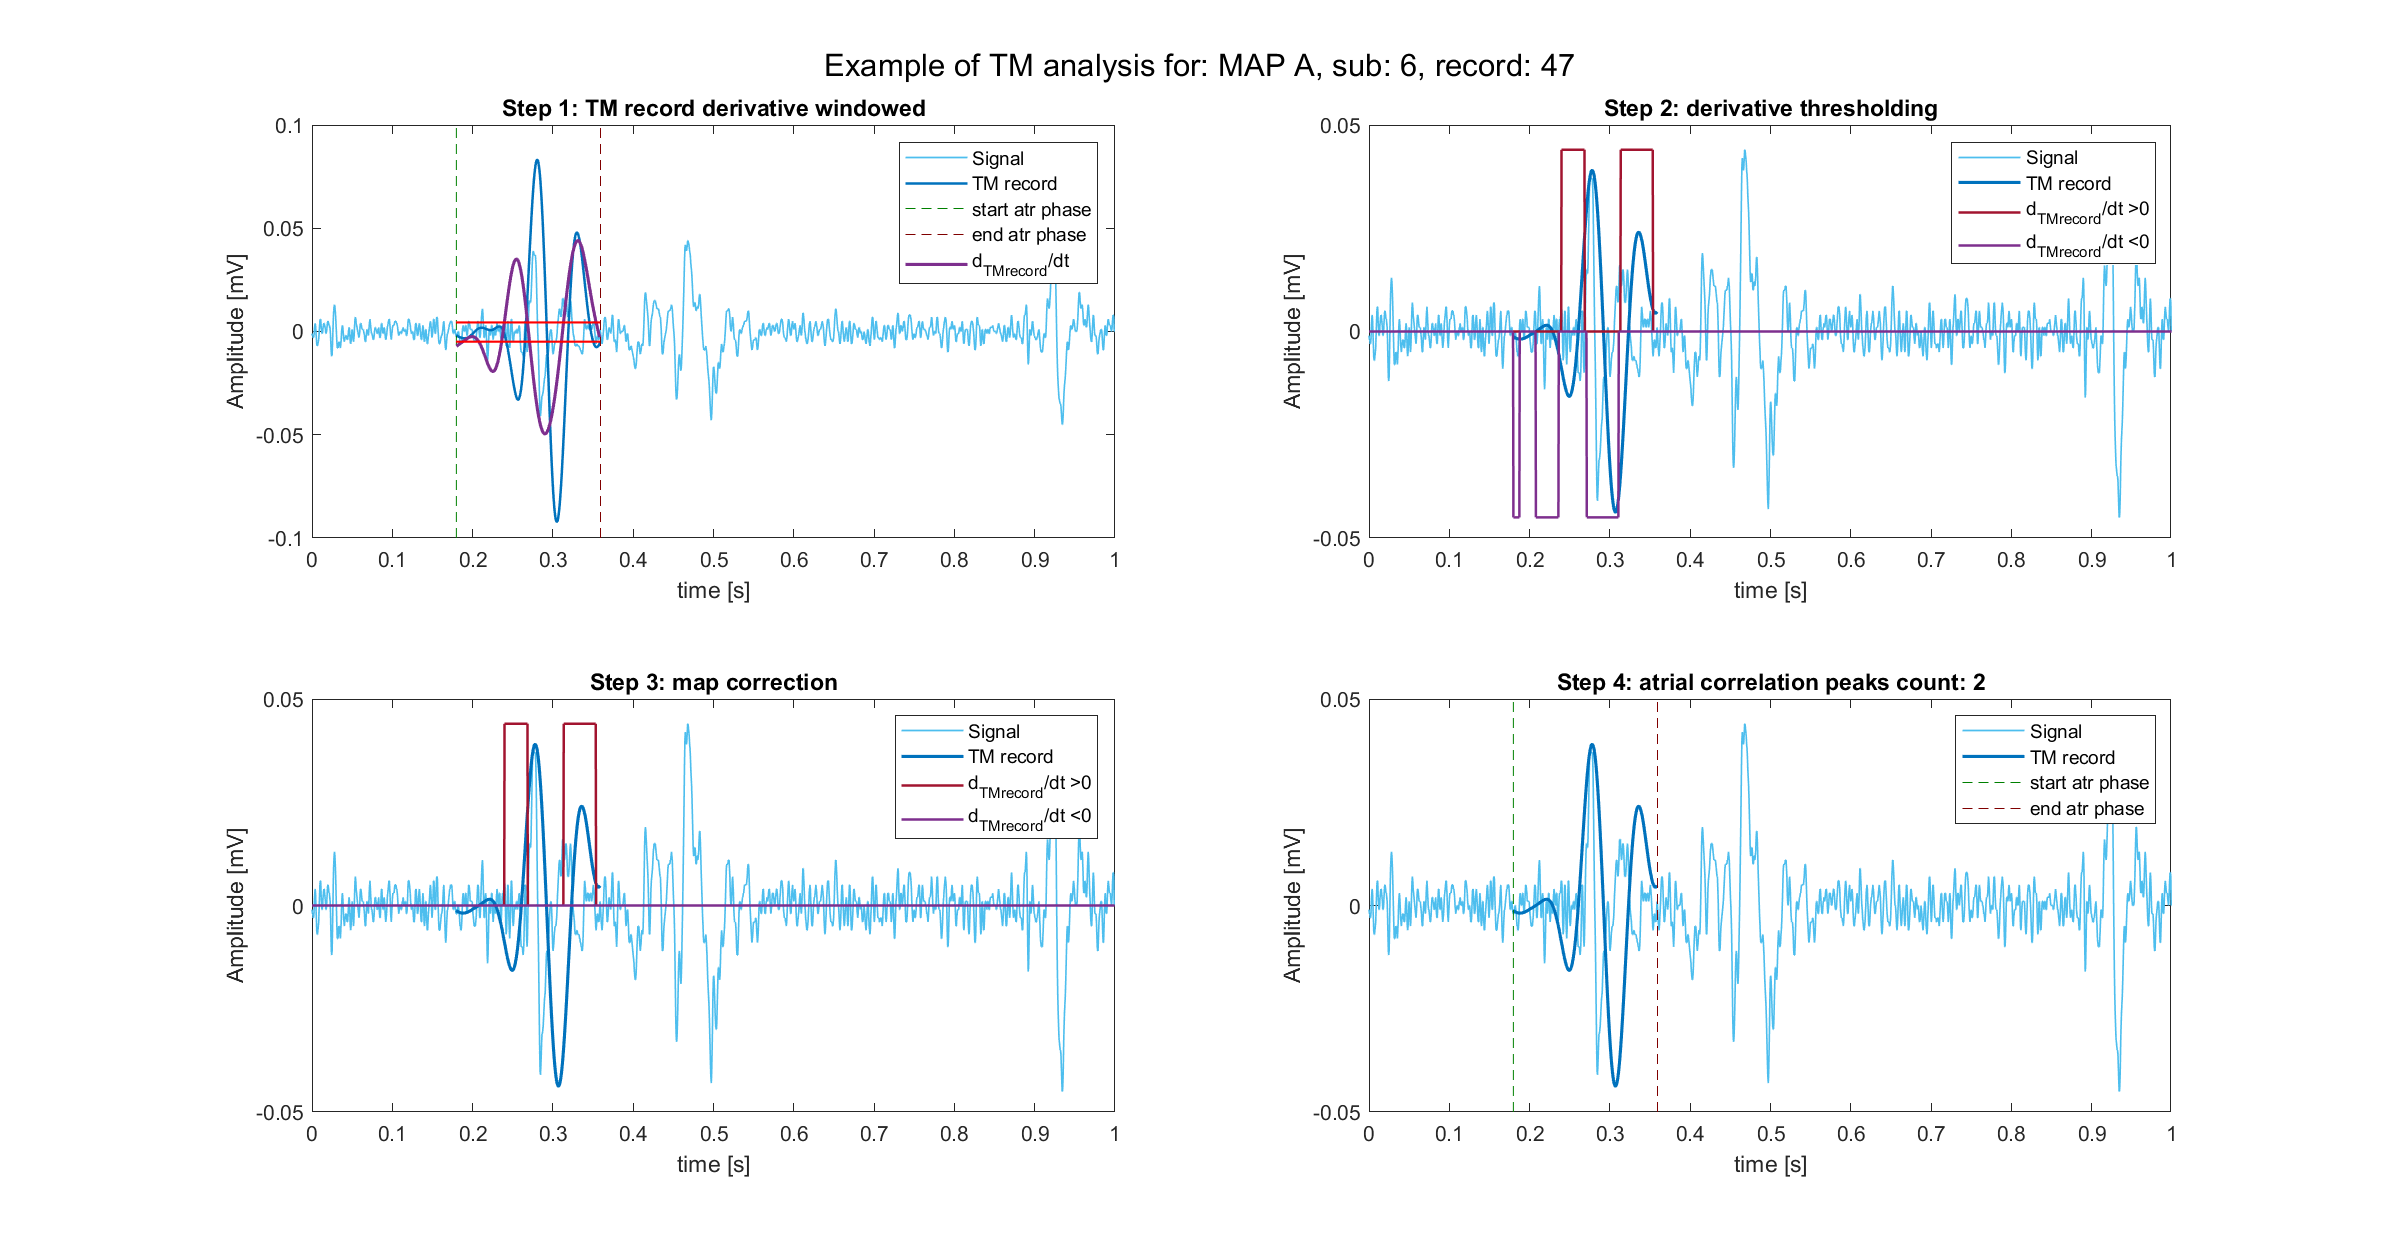 Example of TM analysis for: MAP A, sub: 6, record: 47
Step 1: TM record derivative windowed
0.1
0.05
0
-0.05
-0.1
Amplitude [mV]
0 0.1 0.2 0.3 0.4 0.5 0.6 0.7 0.8 0.9 1
time [s]
Signal
TM record
start atr phase
end atr phase
dTMrecord/dt
Step 2: derivative thresholding
0.05
0
-0.05
Amplitude [mV]
0 0.1 0.2 0.3 0.4 0.5 0.6 0.7 0.8 0.9 1
time [s]
Signal
TM record
dTMrecord/dt >0
dTMrecord/dt <0
Step 3: map correction
0.05
0
-0.05
Amplitude [mV]
0 0.1 0.2 0.3 0.4 0.5 0.6 0.7 0.8 0.9 1
time [s]
Signal
TM record
dTMrecord/dt >0
dTMrecord/dt <0
Step 4: atrial correlation peaks count: 2
0.05
0
-0.05
Amplitude [mV]
0 0.1 0.2 0.3 0.4 0.5 0.6 0.7 0.8 0.9 1
time [s]
Signal
TM record
start atr phase
end atr phase